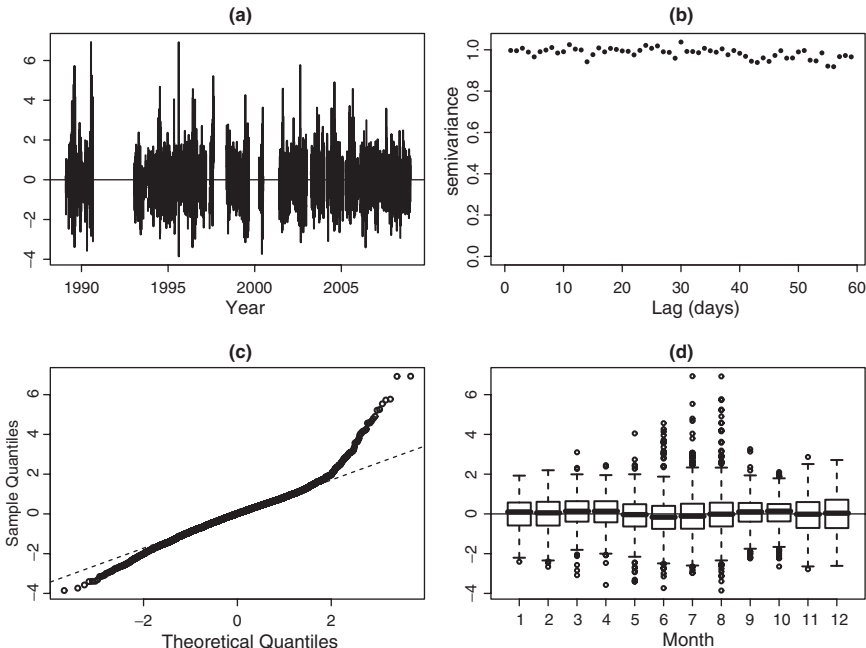 (a)
6
4
2
0
−2
−4
1990 1995 2000 2005
Year
(b)
1.0
0.8
0.6
0.4
0.2
0.0
semivariance
0 10 20 30 40 50 60
Lag (days)
(c)
6
4
2
0
−2
−4
Sample Quantiles
−2 0 2
Theoretical Quantiles
(d)
6
4
2
0
−2
−4
1 2 3 4 5 6 7 8 9 10 11 12
Month